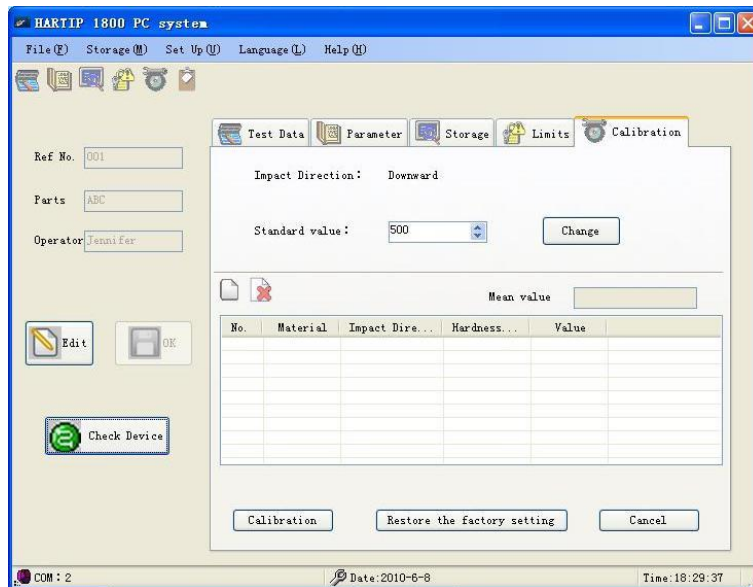 HARTIP 1800 PC system
File(F) Storage(M) Set Up(U) Language(L) Help(H)
Test Data Parameter Storage Limits Calibration
Ref No. 001
Parts ABC
Operator Jennifer
Impact Direction: Downward
Standard value: 500 Change
Mean value
No. Material Impact Dire... Hardness... Value
Edit OK
Check Device
Calibration Restore the factory setting Cancel
COM: 2 Date:2010-6-8 Time:18:29:37